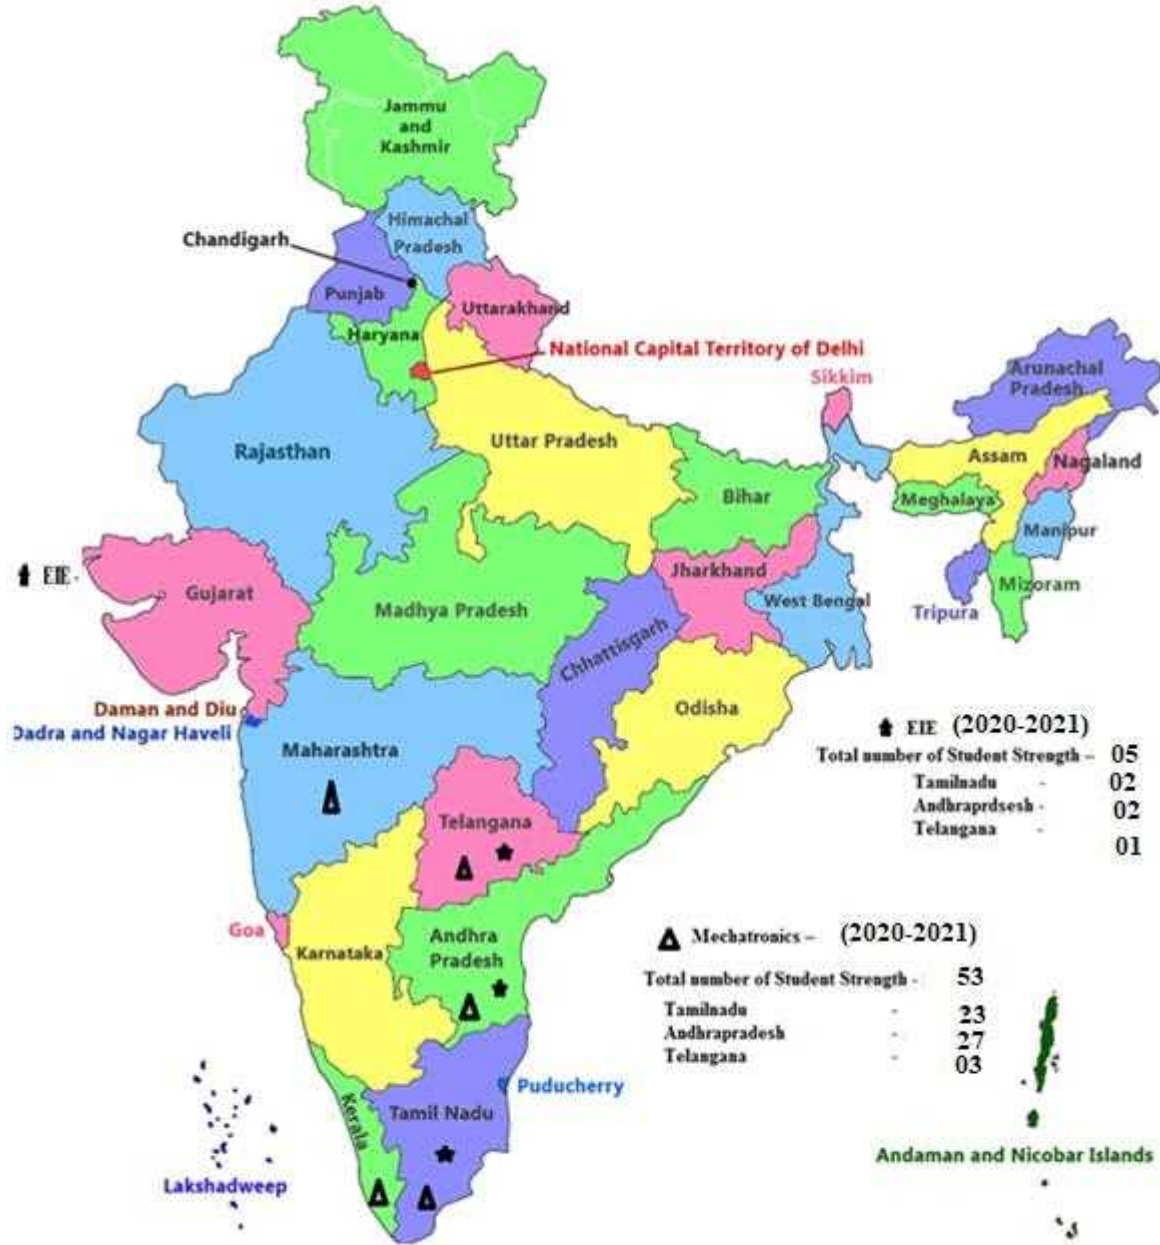 Jammu
and
Kashmir
Himachal
Pradesh
Chandigarh
Punjab
Uttarakhand
Haryana
National Capital Territory of Delhi
Sikkim
Arunachal
Pradesh
Rajasthan
Uttar Pradesh
Assam
Nagaland
Bihar
Meghalaya
Manipur
EIE -
Gujarat
Jharkhand
Mizoram
Madhya Pradesh
West Bengal
Tripura
Chhattisgarh
Daman and Diu
Dadra and Nagar Haveli
Odisha
Maharashtra
EIE (2020-2021)
Total number of Student Strength – 05
Tamilnadu - 02
Andhraprdsesh - 02
Telangana - 01
Telangana
Goa
Karnataka
Andhra
Pradesh
Mechatronics – (2020-2021)
Total number of Student Strength - 53
Tamilnadu - 23
Andhrapradesh - 27
Telangana - 03
Puducherry
Kerala
Tamil Nadu
Andaman and Nicobar Islands
Lakshadweep